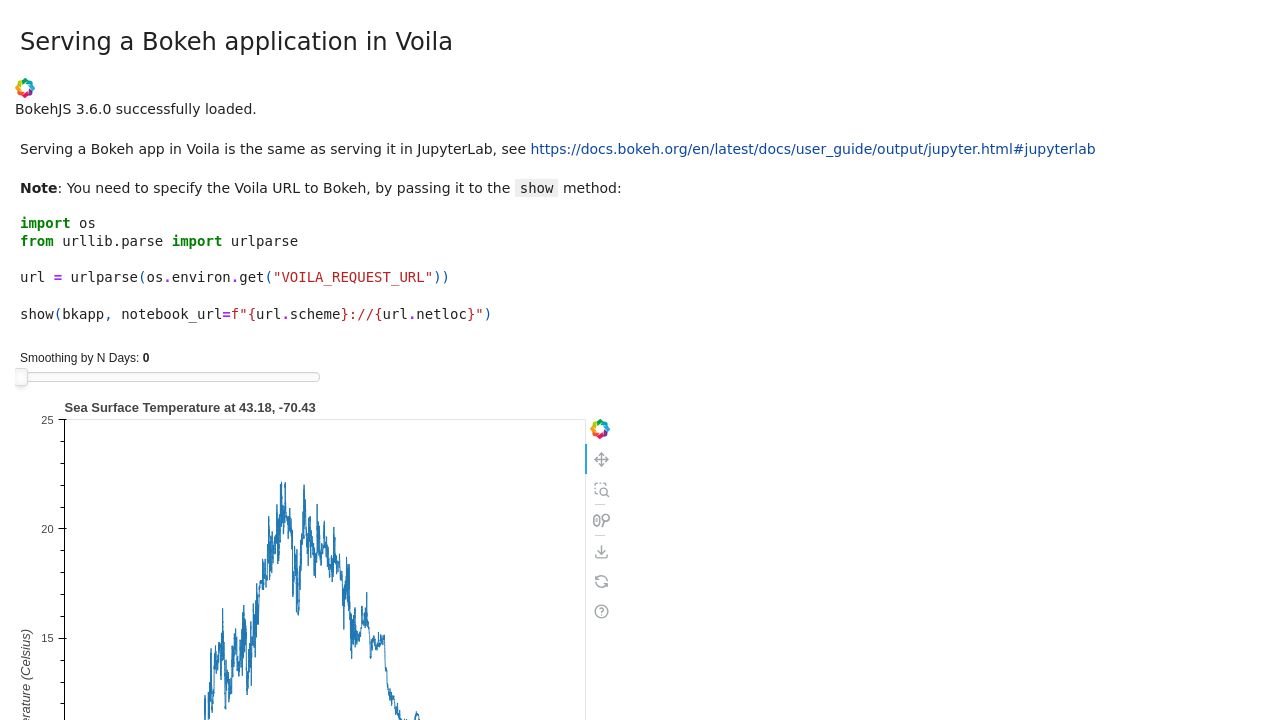 Serving a Bokeh application in Voila
BokehJS 3.6.0 successfully loaded.
Serving a Bokeh app in Voila is the same as serving it in JupyterLab, see https://docs.bokeh.org/en/latest/docs/user_guide/output/jupyter.html#jupyterlab
Note: You need to specify the Voila URL to Bokeh, by passing it to the show method:
import os
from urllib.parse import urlparse
url = urlparse(os.environ.get("VOILA_REQUEST_URL"))
show(bkapp, notebook_url=f"{url.scheme}://{url.netloc}")
Smoothing by N Days: 0
Sea Surface Temperature at 43.18, -70.43
25
20
15
erature (Celsius)